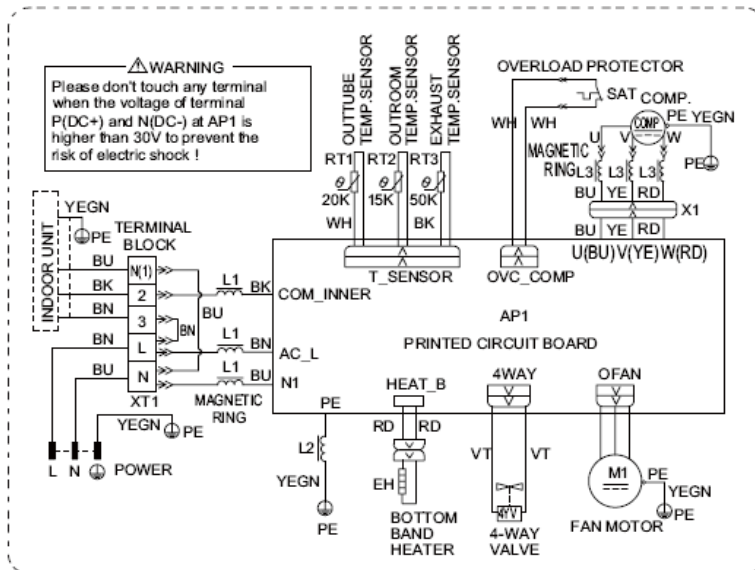 WARNING
Please don't touch any terminal
when the voltage of terminal
P(DC+) and N(DC-) at AP1 is
higher than 30V to prevent the
risk of electric shock !
OUTTUBE
TEMP.SENSOR
OUTROOM
TEMP.SENSOR
EXHAUST
TEMP.SENSOR
RT1
RT2
RT3
θ
θ
θ
20K
15K
50K
WH
BK
T_SENSOR
OVERLOAD PROTECTOR
SAT
WH
WH
OVC_COMP
COMP.
COMP
PE
YEGN
U
V
W
PE
MAGNETIC
RING
L3
L3
L3
BU
YE
RD
X1
BU
YE
RD
U(BU)
V(YE)
W(RD)
INDOOR UNIT
YEGN
PE
TERMINAL
BLOCK
BU
N(1)
BK
2
BN
3
BN
L
BU
N
XT1
BU
BN
L1
BK
COM_INNER
L1
BN
AC_L
L1
BU
N1
MAGNETIC
RING
YEGN
PE
L
N
POWER
AP1
PRINTED CIRCUIT BOARD
PE
L2
YEGN
PE
HEAT_B
RD
RD
EH
BOTTOM
BAND
HEATER
4WAY
VT
VT
4YV
4-WAY
VALVE
OFAN
M1
PE
YEGN
PE
FAN MOTOR